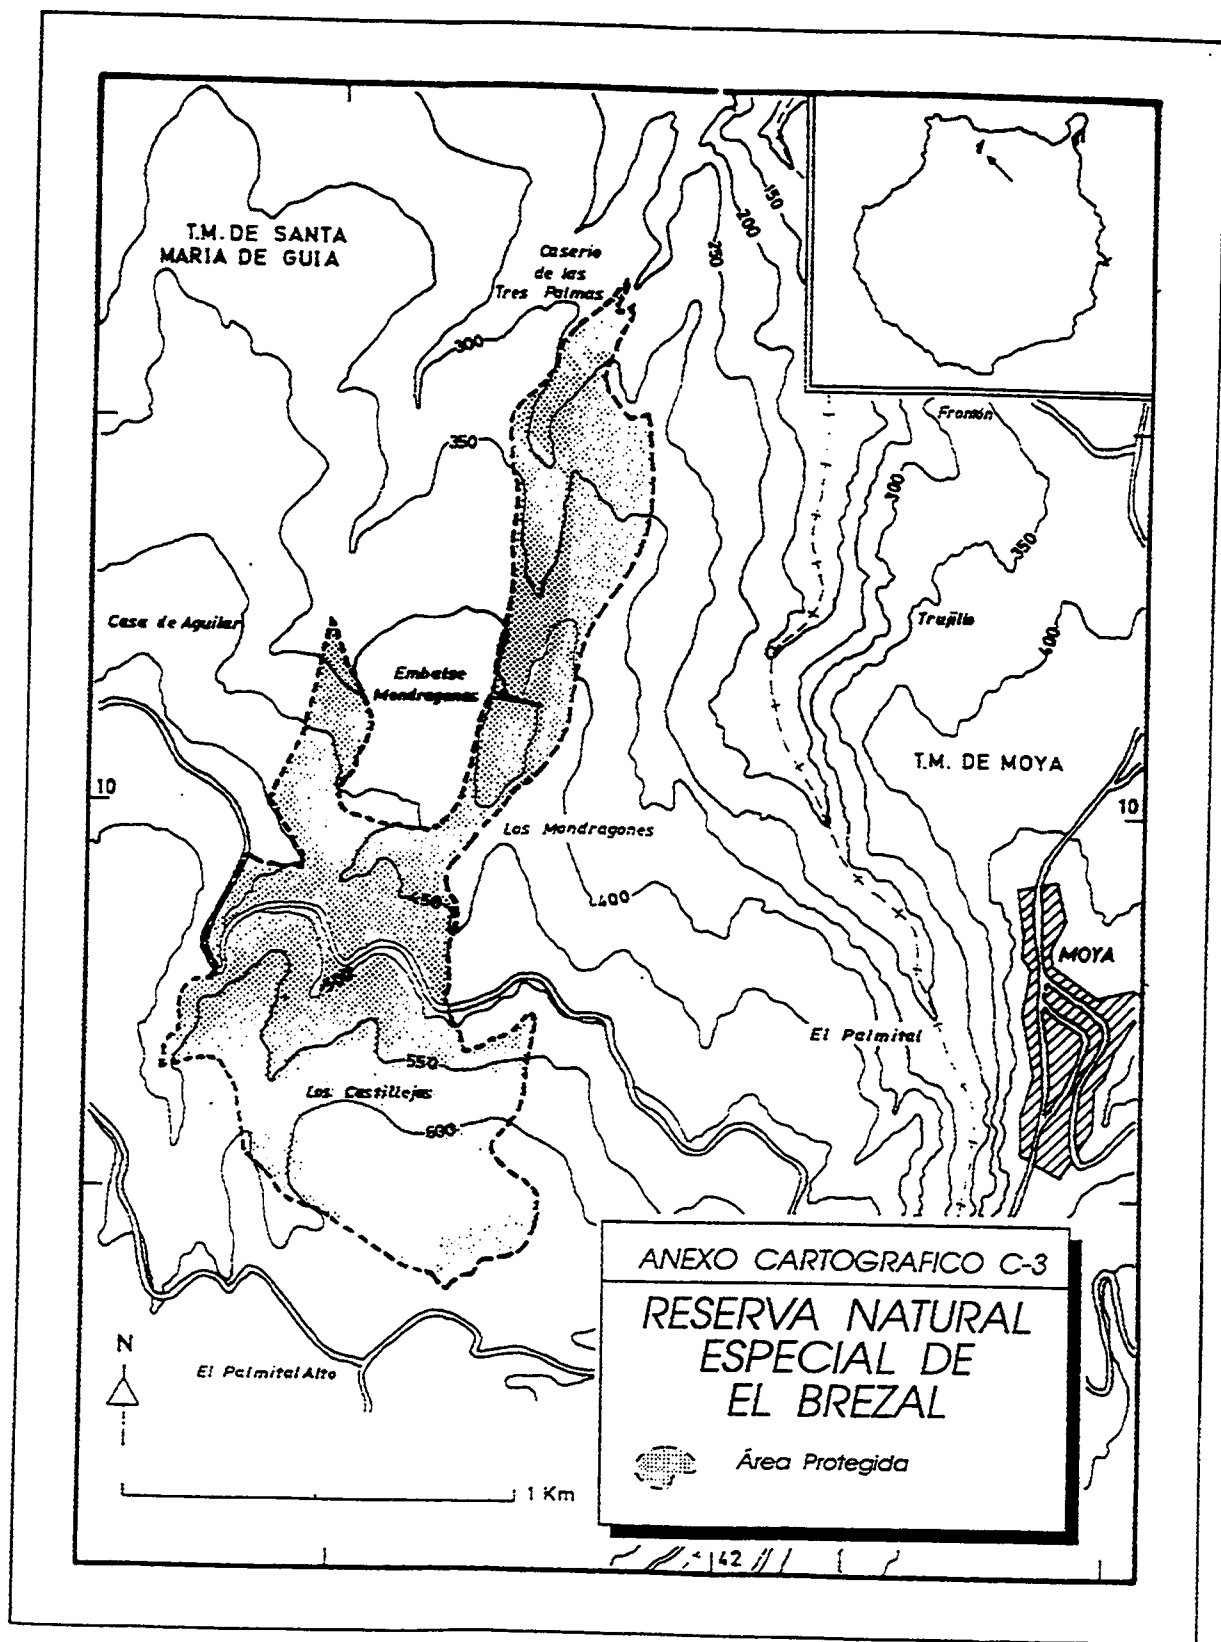 T.M. DE SANTA
MARIA DE GUIA
Caserio
de las
Tres Palmas
150
200
250
300
350
Frontón
300
350
Casa de Aguilar
Trujillo
400
Embalse
Mondragones
T.M. DE MOYA
10
10
Los Mondragones
450
400
MOYA
500
El Palmital
550
Los Castillejos
600
ANEXO CARTOGRAFICO C-3
RESERVA NATURAL
ESPECIAL DE
EL BREZAL
Área Protegida
N
El Palmital Alto
1 Km
42